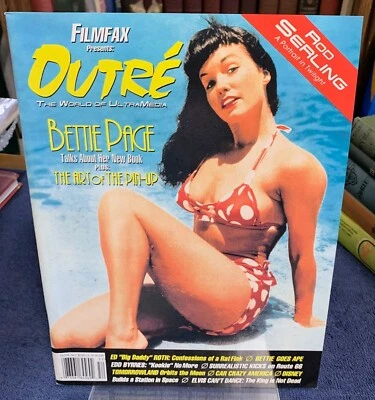 FILMFAX
Presents:
OUTRÉ
THE WORLD OF ULTRAMEDIA
ROD
SERLING
A Portrait in Twilight
BETTIE PAGE
Talks About Her New Book
Plus:
THE ART OF THE PIN-UP
ED "Big Daddy" ROTH: Confessions of a Rat Fink Ø BETTIE GOES APE
EDD BYRNES: "Kookie" No More Ø SURREALISTIC KICKS on Route 66
TOMORROWLAND Orbits the Moon Ø CAR CRAZY AMERICA Ø DISNEY
Builds a Station in Space Ø ELVIS CAN'T DANCE: The King is Not Dead